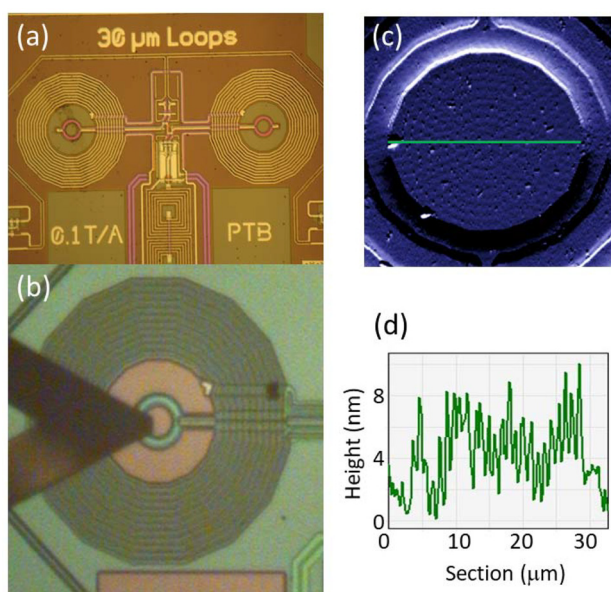 (a)
30 μm Loops
0.1T/A
PTB
(b)
(c)
(d)
Height (nm)
8
4
0
0
10
20
30
Section (μm)